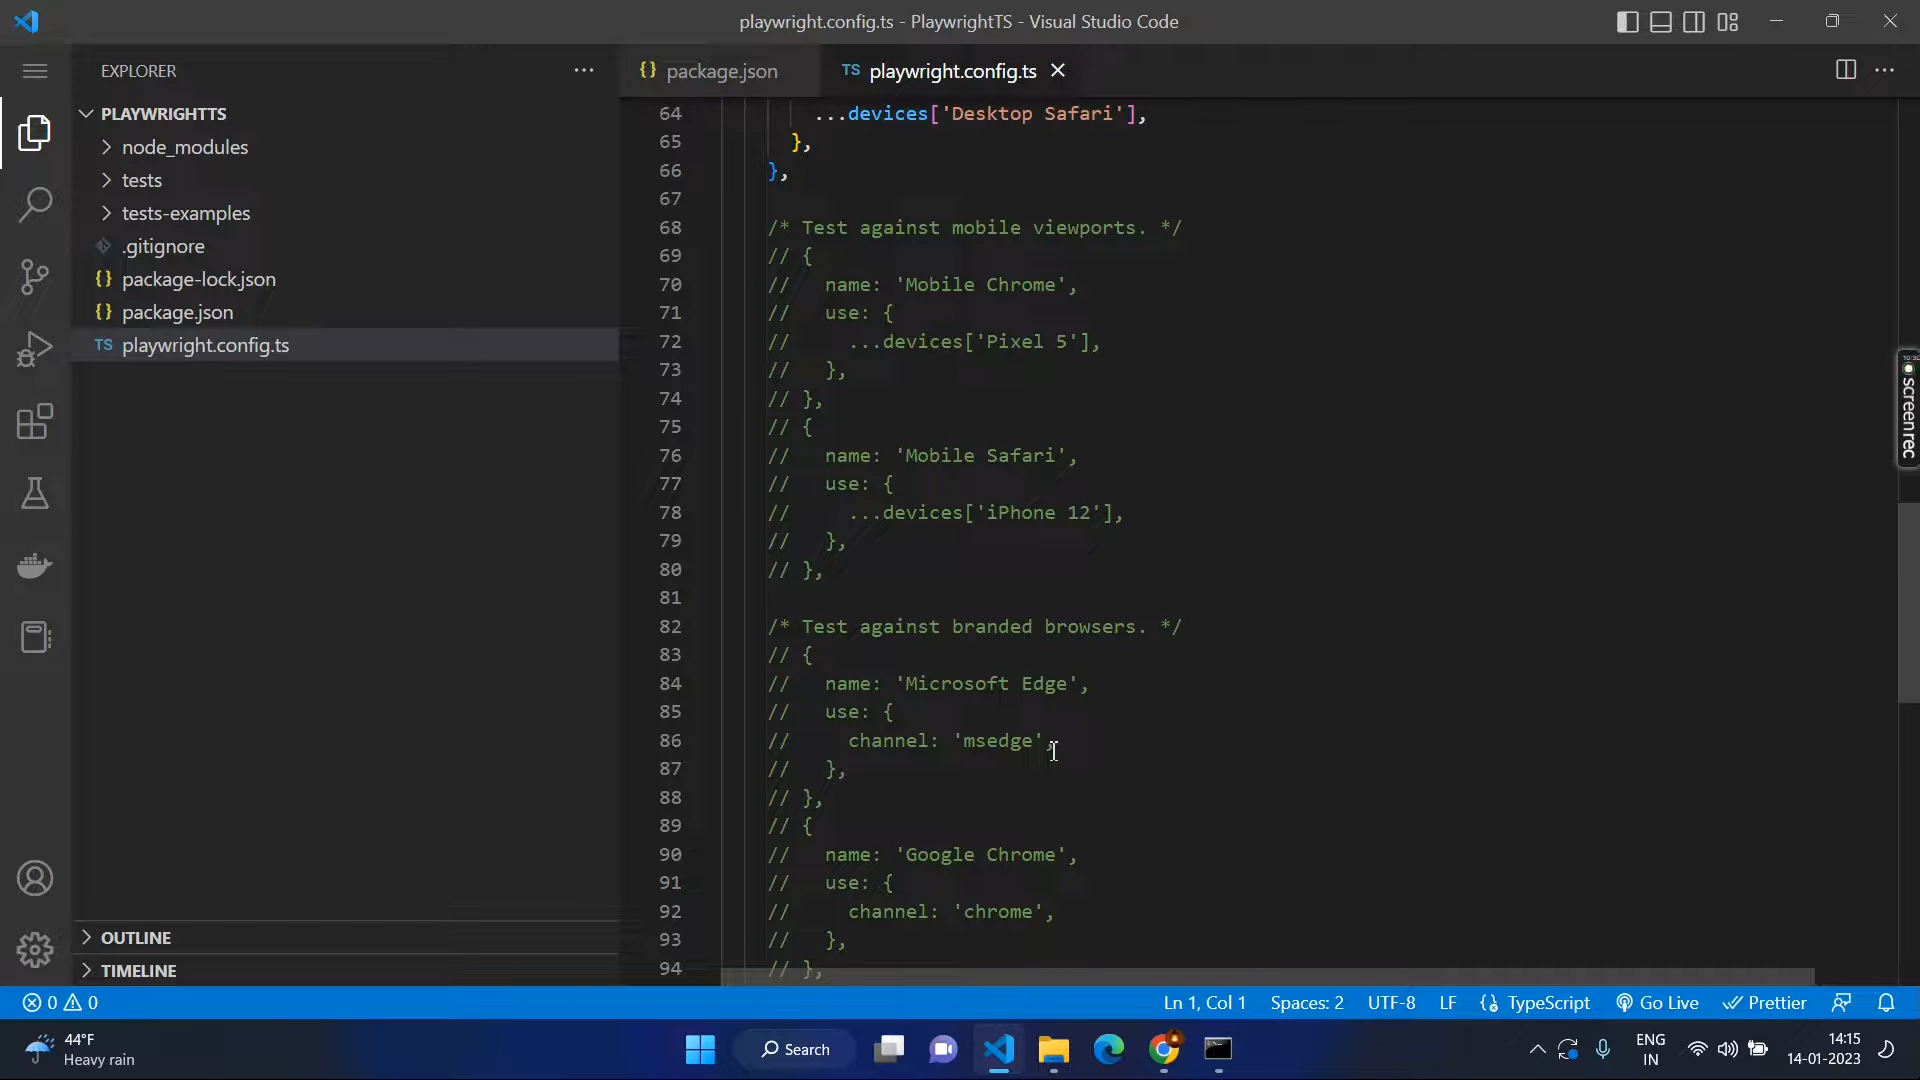 playwright.config.ts - PlaywrightTS - Visual Studio Code
EXPLORER
PLAYWRIGHTTS
node_modules
tests
tests-examples
.gitignore
{} package-lock.json
{} package.json
TS playwright.config.ts
OUTLINE
TIMELINE
{} package.json
TS playwright.config.ts
64 ...devices['Desktop Safari'],
65 },
66 },
67
68 /* Test against mobile viewports. */
69 // {
70 //   name: 'Mobile Chrome',
71 //   use: {
72 //     ...devices['Pixel 5'],
73 //   },
74 // },
75 // {
76 //   name: 'Mobile Safari',
77 //   use: {
78 //     ...devices['iPhone 12'],
79 //   },
80 // },
81
82 /* Test against branded browsers. */
83 // {
84 //   name: 'Microsoft Edge',
85 //   use: {
86 //     channel: 'msedge',
87 //   },
88 // },
89 // {
90 //   name: 'Google Chrome',
91 //   use: {
92 //     channel: 'chrome',
93 //   },
94 // },
screenrec
0 0
Ln 1, Col 1 Spaces: 2 UTF-8 LF {} TypeScript Go Live Prettier
44°F
Heavy rain
Search
ENG
IN
14:15
14-01-2023